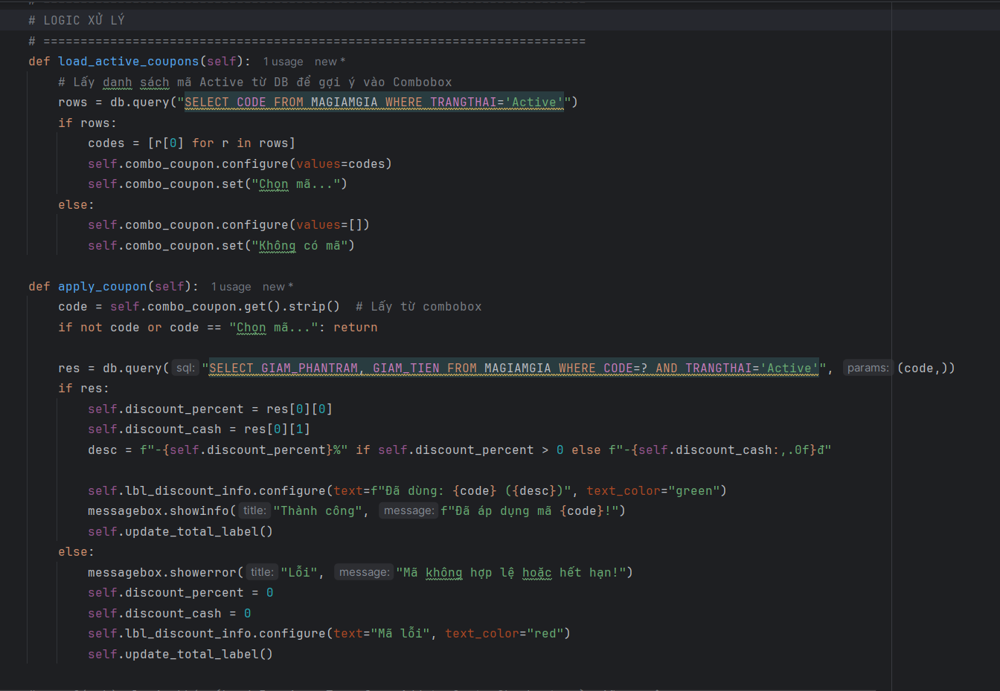 # LOGIC XỬ LÝ
# =========================================================================
def load_active_coupons(self): 1 usage new *
# Lấy danh sách mã Active từ DB để gợi ý vào Combobox
rows = db.query("SELECT CODE FROM MAGIAMGIA WHERE TRANGTHAI='Active'")
if rows:
codes = [r[0] for r in rows]
self.combo_coupon.configure(values=codes)
self.combo_coupon.set("Chọn mã...")
else:
self.combo_coupon.configure(values=[])
self.combo_coupon.set("Không có mã")
def apply_coupon(self): 1 usage new *
code = self.combo_coupon.get().strip() # Lấy từ combobox
if not code or code == "Chọn mã...": return
res = db.query( sql: "SELECT GIAM_PHANTRAM, GIAM_TIEN FROM MAGIAMGIA WHERE CODE=? AND TRANGTHAI='Active'", params: (code,))
if res:
self.discount_percent = res[0][0]
self.discount_cash = res[0][1]
desc = f"-{self.discount_percent}%" if self.discount_percent > 0 else f"-{self.discount_cash:,.0f}đ"
self.lbl_discount_info.configure(text=f"Đã dùng: {code} ({desc})", text_color="green")
messagebox.showinfo( title: "Thành công", message: f"Đã áp dụng mã {code}!")
self.update_total_label()
else:
messagebox.showerror( title: "Lỗi", message: "Mã không hợp lệ hoặc hết hạn!")
self.discount_percent = 0
self.discount_cash = 0
self.lbl_discount_info.configure(text="Mã lỗi", text_color="red")
self.update_total_label()